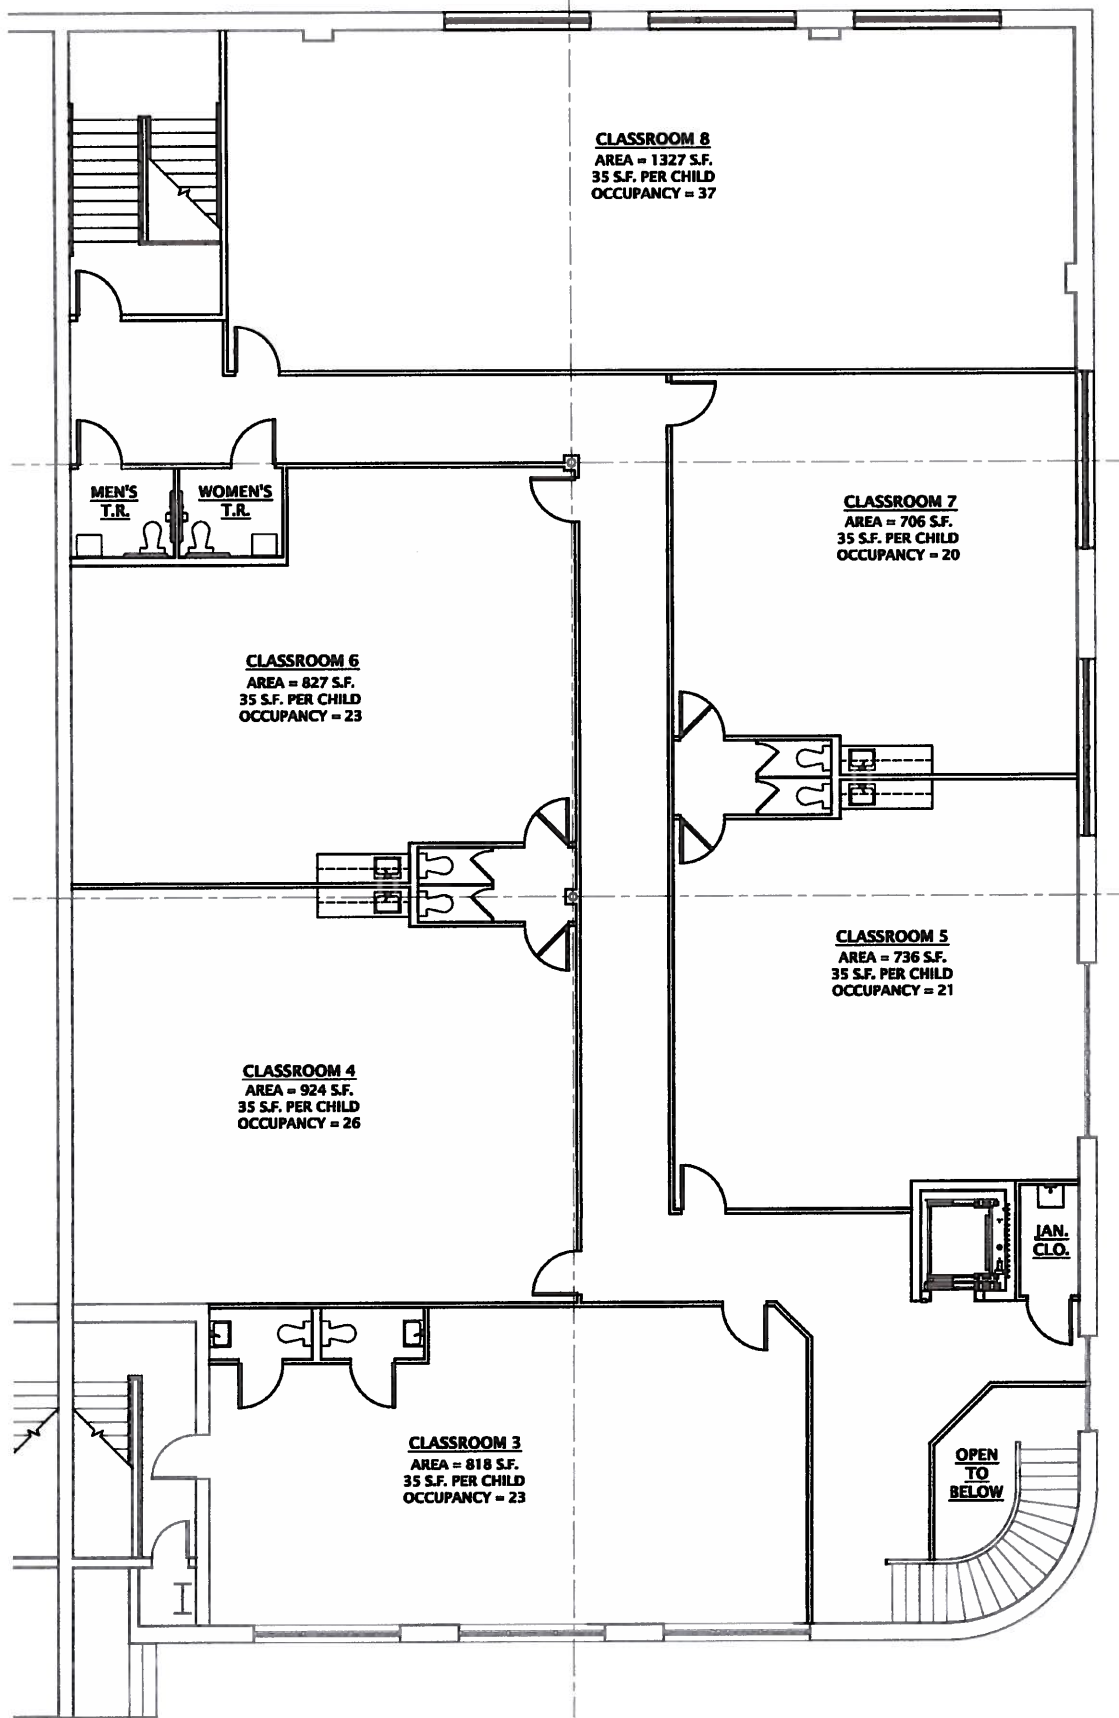 CLASSROOM 8
AREA = 1327 S.F.
35 S.F. PER CHILD
OCCUPANCY = 37
MEN'S
T.R.
WOMEN'S
T.R.
CLASSROOM 7
AREA = 706 S.F.
35 S.F. PER CHILD
OCCUPANCY = 20
CLASSROOM 6
AREA = 827 S.F.
35 S.F. PER CHILD
OCCUPANCY = 23
CLASSROOM 5
AREA = 736 S.F.
35 S.F. PER CHILD
OCCUPANCY = 21
CLASSROOM 4
AREA = 924 S.F.
35 S.F. PER CHILD
OCCUPANCY = 26
JAN.
CLO.
CLASSROOM 3
AREA = 818 S.F.
35 S.F. PER CHILD
OCCUPANCY = 23
OPEN
TO
BELOW